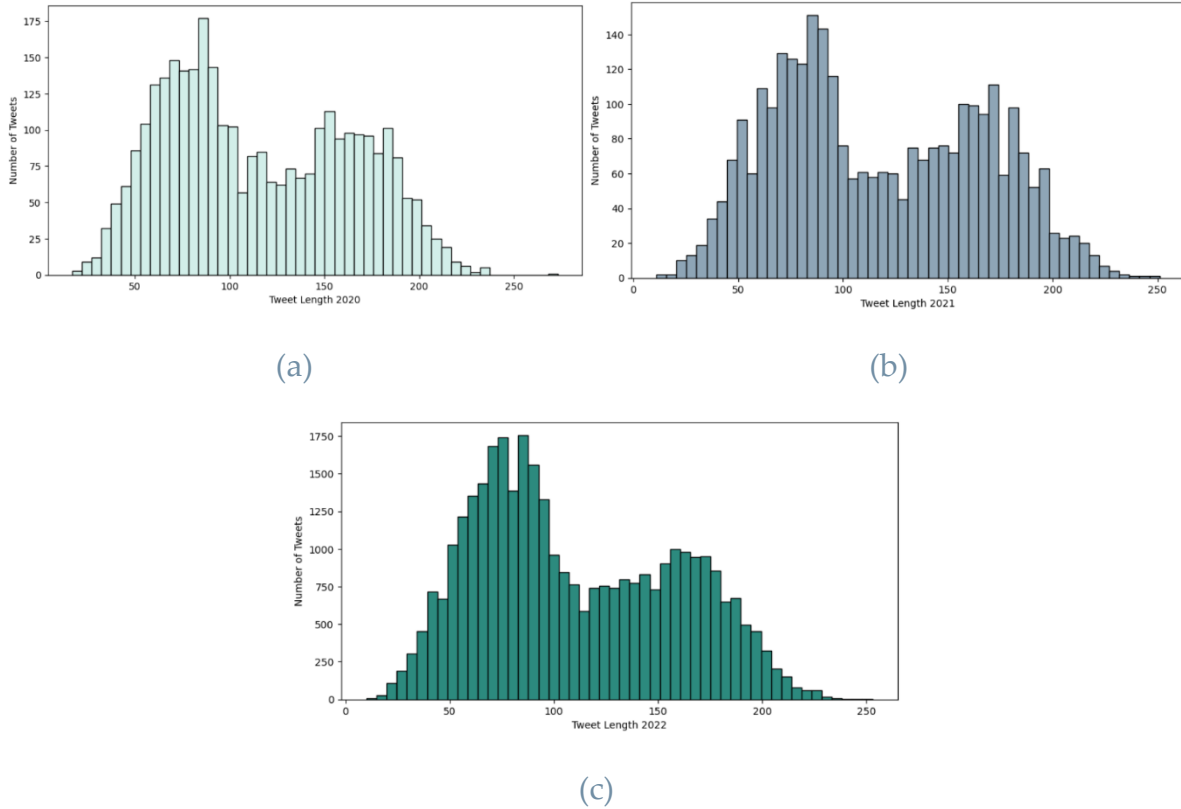 175
150
125
100
75
50
25
0
Number of Tweets
50 100 150 200 250
Tweet Length 2020
(a)
140
120
100
80
60
40
20
0
Number of Tweets
0 50 100 150 200 250
Tweet Length 2021
(b)
1750
1500
1250
1000
750
500
250
0
Number of Tweets
0 50 100 150 200 250
Tweet Length 2022
(c)